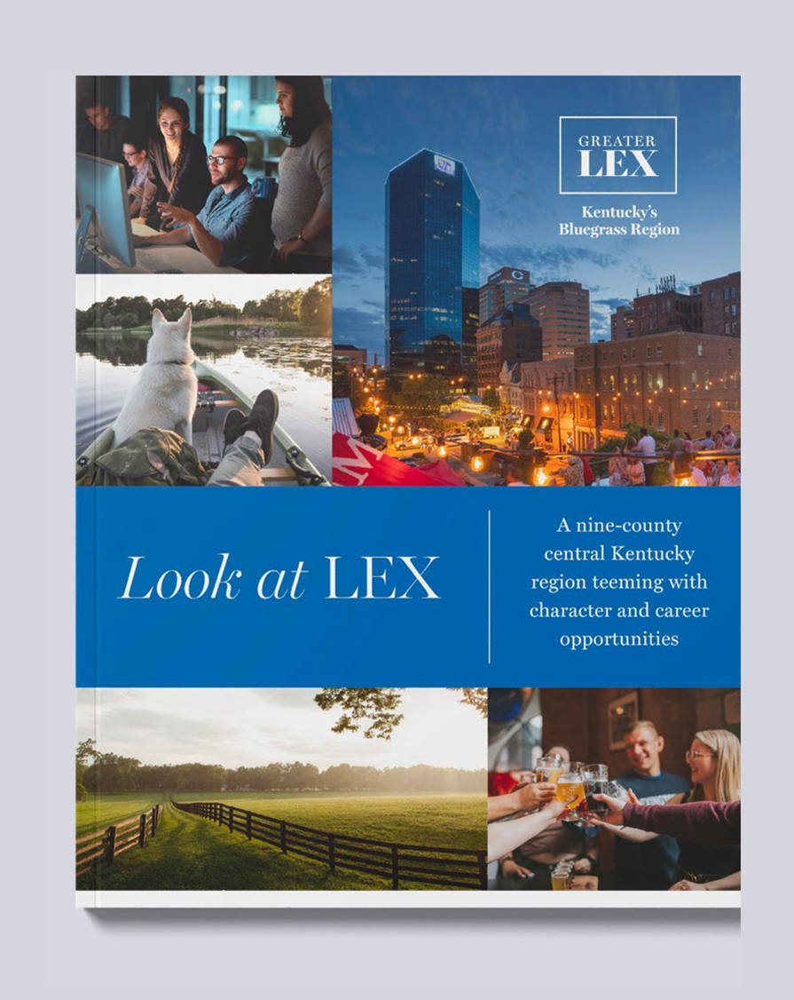 GREATER
LEX
Kentucky's
Bluegrass Region
Look at LEX
A nine-county
central Kentucky
region teeming with
character and career
opportunities